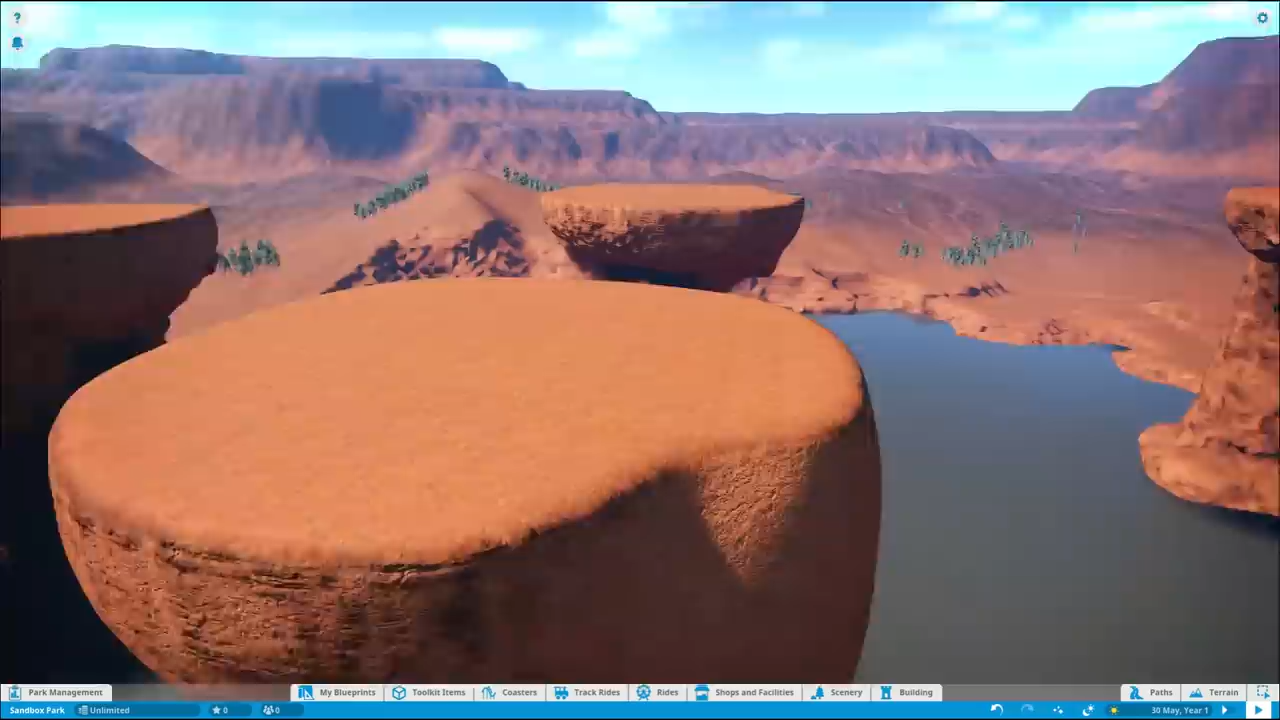 ?
Park Management
My Blueprints
Toolkit Items
Coasters
Track Rides
Rides
Shops and Facilities
Scenery
Building
Paths
Terrain
Sandbox Park
Unlimited
0
0
30 May, Year 1